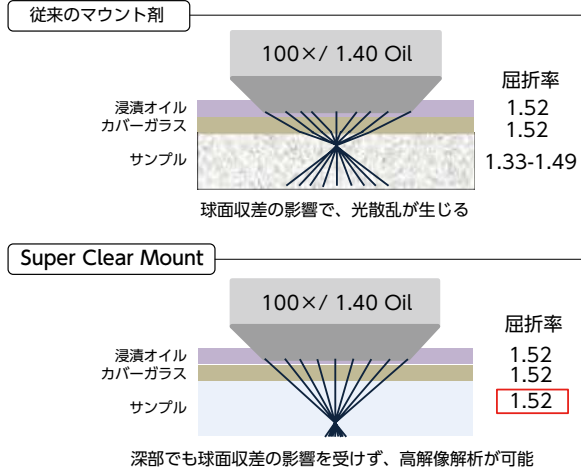 従来のマウント剤
100×/ 1.40 Oil
屈折率
浸漬オイル 1.52
カバーガラス 1.52
サンプル 1.33-1.49
球面収差の影響で、光散乱が生じる
Super Clear Mount
100×/ 1.40 Oil
屈折率
浸漬オイル 1.52
カバーガラス 1.52
サンプル 1.52
深部でも球面収差の影響を受けず、高解像解析が可能